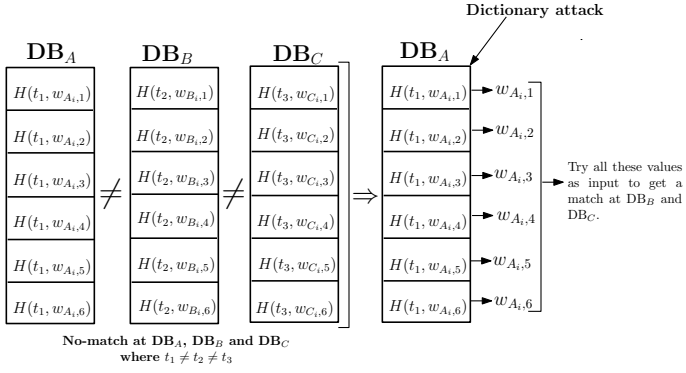 Dictionary attack
DB_A DB_B DB_C DB_A
H(t_1, w_{A_i,1}) H(t_2, w_{B_i,1}) H(t_3, w_{C_i,1}) H(t_1, w_{A_i,1}) w_{A_i,1}
H(t_1, w_{A_i,2}) H(t_2, w_{B_i,2}) H(t_3, w_{C_i,2}) H(t_1, w_{A_i,2}) w_{A_i,2}
H(t_1, w_{A_i,3}) H(t_2, w_{B_i,3}) H(t_3, w_{C_i,3}) H(t_1, w_{A_i,3}) w_{A_i,3}
≠ ≠ ⇒
H(t_1, w_{A_i,4}) H(t_2, w_{B_i,4}) H(t_3, w_{C_i,4}) H(t_1, w_{A_i,4}) w_{A_i,4}
H(t_1, w_{A_i,5}) H(t_2, w_{B_i,5}) H(t_3, w_{C_i,5}) H(t_1, w_{A_i,5}) w_{A_i,5}
H(t_1, w_{A_i,6}) H(t_2, w_{B_i,6}) H(t_3, w_{C_i,6}) H(t_1, w_{A_i,6}) w_{A_i,6}
Try all these values
as input to get a
match at DB_B and
DB_C.
No-match at DB_A, DB_B and DB_C
where t_1 ≠ t_2 ≠ t_3